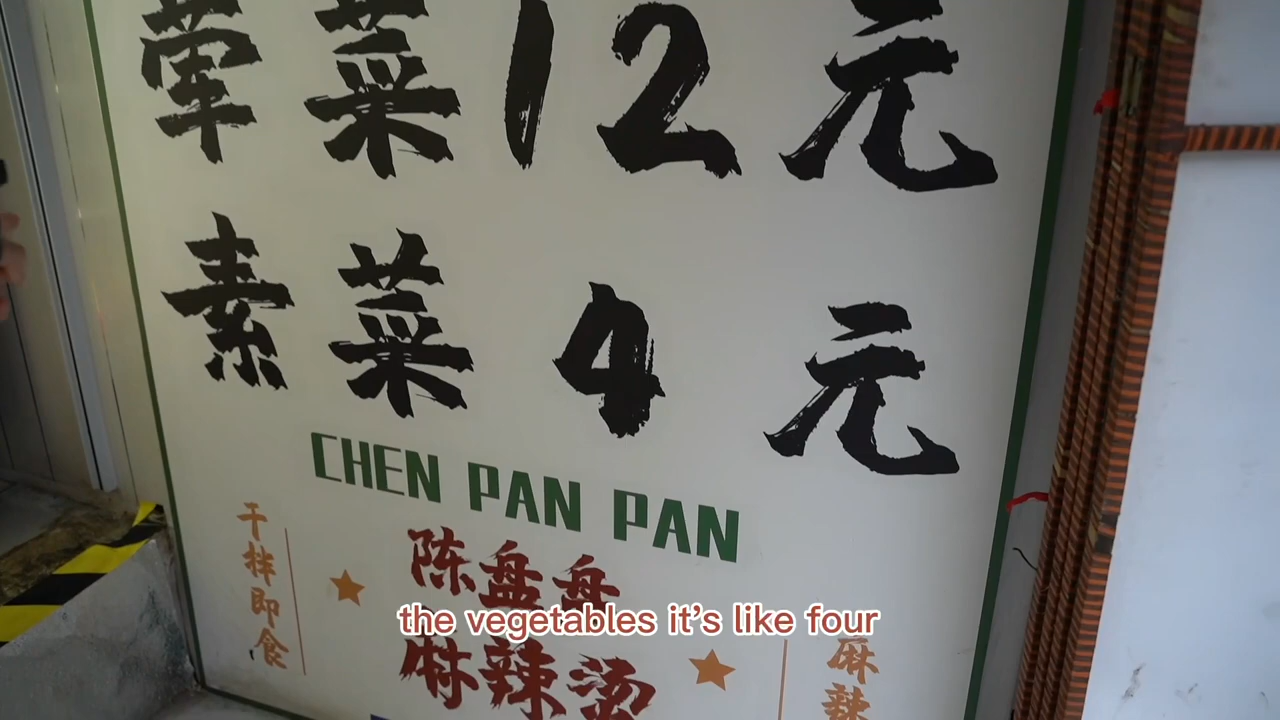 荤菜12元
素菜4元
CHEN PAN PAN
干拌即食
陈盘盘
the vegetables it's like four
麻辣烫
麻辣